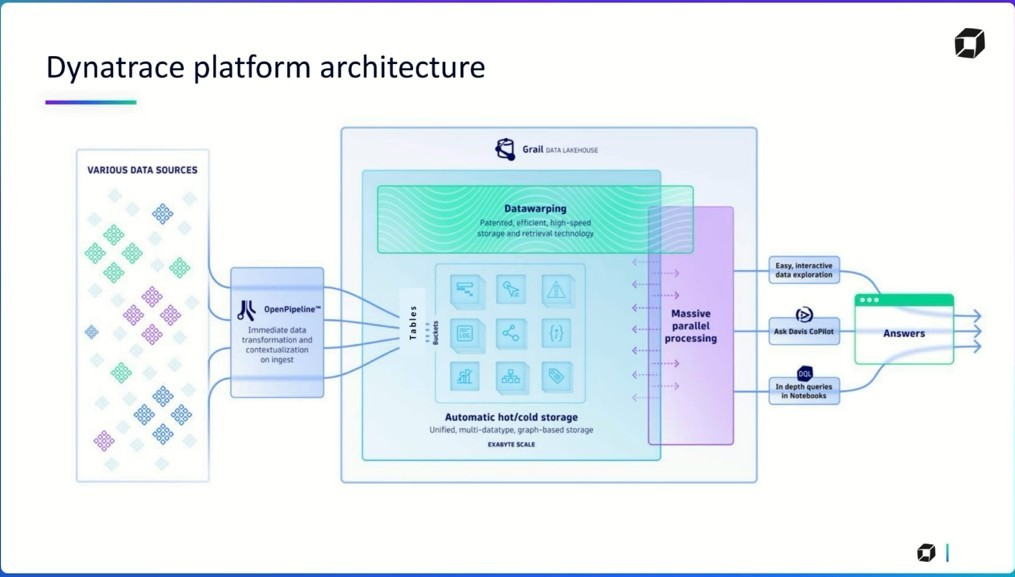 Dynatrace platform architecture
VARIOUS DATA SOURCES
OpenPipeline™
Immediate data
transformation and
contextualization
on ingest
Grail DATA LAKEHOUSE
Datawarping
Patented, efficient, high-speed
storage and retrieval technology
Tables
Buckets
LOG
Automatic hot/cold storage
Unified, multi-datatype, graph-based storage
EXABYTE SCALE
Massive
parallel
processing
Easy, interactive
data exploration
Ask Davis CoPilot
DQL
In depth queries
in Notebooks
Answers